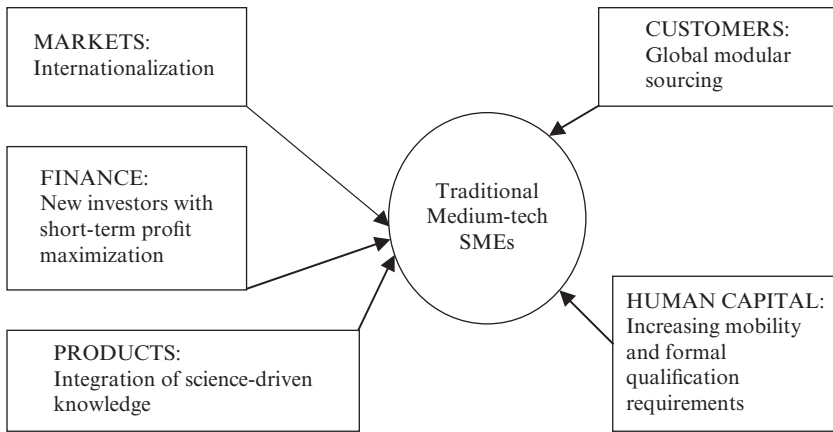 MARKETS:
Internationalization
FINANCE:
New investors with
short-term profit
maximization
PRODUCTS:
Integration of science-driven
knowledge
Traditional
Medium-tech
SMEs
CUSTOMERS:
Global modular
sourcing
HUMAN CAPITAL:
Increasing mobility
and formal
qualification
requirements